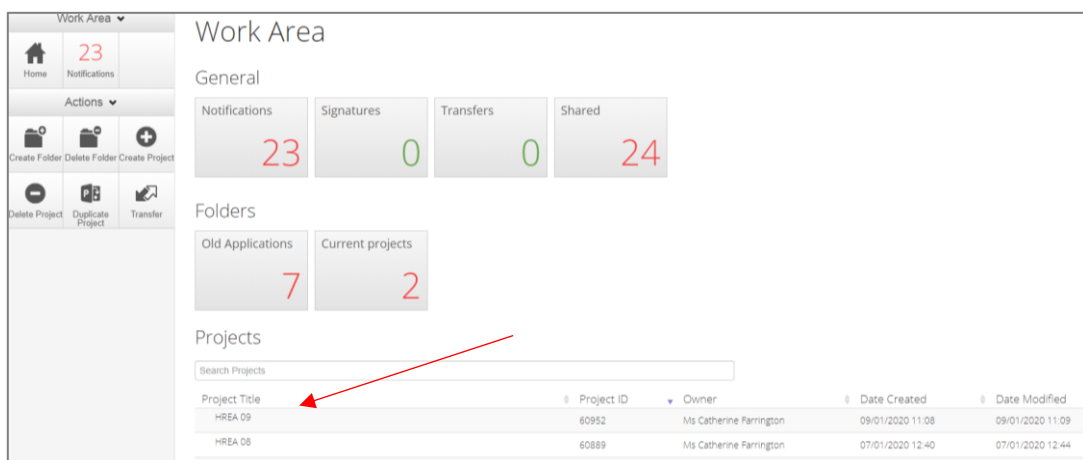 Work Area
23
Home Notifications
Actions
Create Folder Delete Folder Create Project
Delete Project Duplicate Project Transfer
Work Area
General
Notifications Signatures Transfers Shared
23 0 0 24
Folders
Old Applications Current projects
7 2
Projects
Search Projects
Project Title Project ID Owner Date Created Date Modified
HREA 09 60952 Ms Catherine Farrington 09/01/2020 11:08 09/01/2020 11:09
HREA 08 60889 Ms Catherine Farrington 07/01/2020 12:40 07/01/2020 12:44